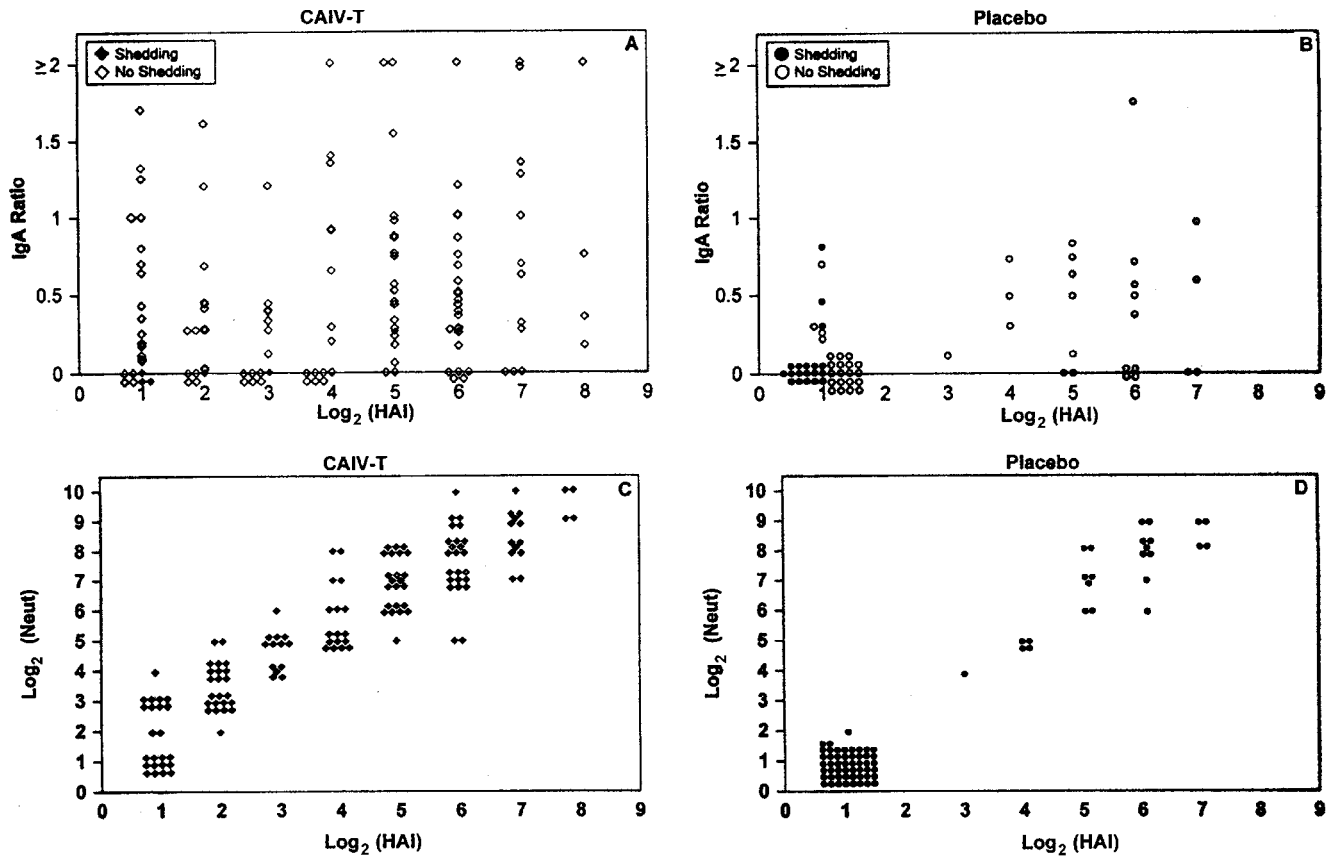 CAIV-T
A
Shedding
No Shedding
≥ 2
1.5
1
0.5
0
IgA Ratio
0 1 2 3 4 5 6 7 8 9
Log2 (HAI)
Placebo
B
Shedding
No Shedding
≥ 2
1.5
1
0.5
0
IgA Ratio
0 1 2 3 4 5 6 7 8 9
Log2 (HAI)
CAIV-T
C
10
9
8
7
6
5
4
3
2
1
0
Log2 (Neut)
0 1 2 3 4 5 6 7 8 9
Log2 (HAI)
Placebo
D
10
9
8
7
6
5
4
3
2
1
0
Log2 (Neut)
0 1 2 3 4 5 6 7 8 9
Log2 (HAI)